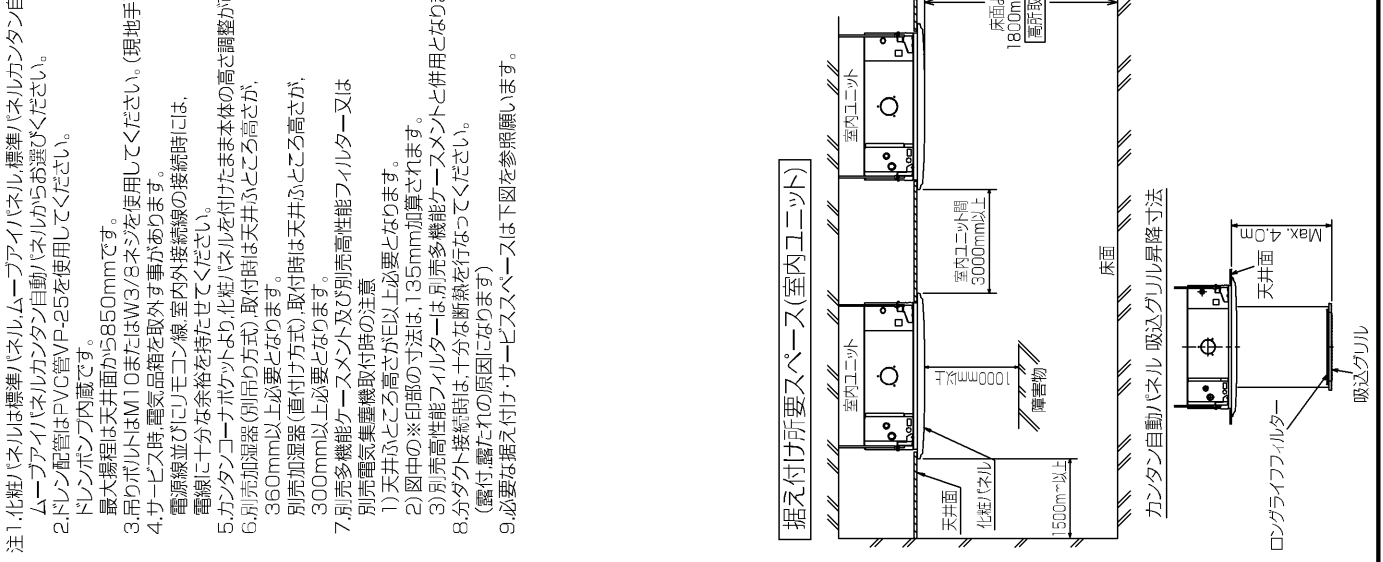 注1.化粧パネルは標準パネル,ムーブアイパネル,標準パネルカンタン自
ムーブアイパネルカンタン自動パネルからお選びください。
2.ドレン配管はPVC管VP-25を使用してください。
ドレンポンプ内蔵です。
最大揚程は天井面から850mmです。
3.吊りボルトはM10またはW3/8ネジを使用してください。(現地手
4.サービス時,電気品箱を取外す事があります。
電源線並びにリモコン線,室内外接続線の接続時には,
電線に十分な余裕を持たせてください。
5.カンタンコーナポケットより,化粧パネルを付けたまま本体の高さ調整が
6.別売加湿器(別吊り方式),取付時は天井ふところ高さが,
360mm以上必要となります。
別売加湿器(直付け方式),取付時は天井ふところ高さが,
300mm以上必要となります。
7.別売多機能ケースメント及び別売高性能フィルター又は
別売電気集塵機取付時の注意
1)天井ふところ高さがE以上必要となります。
2)図中の※印部の寸法は,135mm加算されます。
3)別売高性能フィルターは,別売多機能ケースメントと併用となり
8.分ダクト接続時は,十分な断熱を行なってください。
(露付,露たれの原因になります)
9.必要な据え付け・サービススペースは下図を参照願います。
据え付け所要スペース(室内ユニット)
室内ユニット
室内ユニット
天井面
化粧パネル
1500mm以上
1000mm以上
障害物
室内ユニット間
3000mm以上
床面
床面
1800m
高所取
カンタン自動パネル 吸込グリル昇降寸法
天井面
Max. 4.0m
ロングライフフィルター
吸込グリル